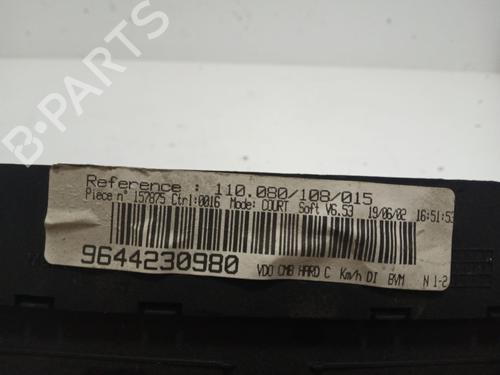 B-PARTS
Reference : 110.080/108/015
Piece n° 157875 Ctrl:0016 Mode: COURT Soft V6.53 19/06/02 16:51:53
9644230980 VDO CMB HARD C Km/h DI BVM N 1-2